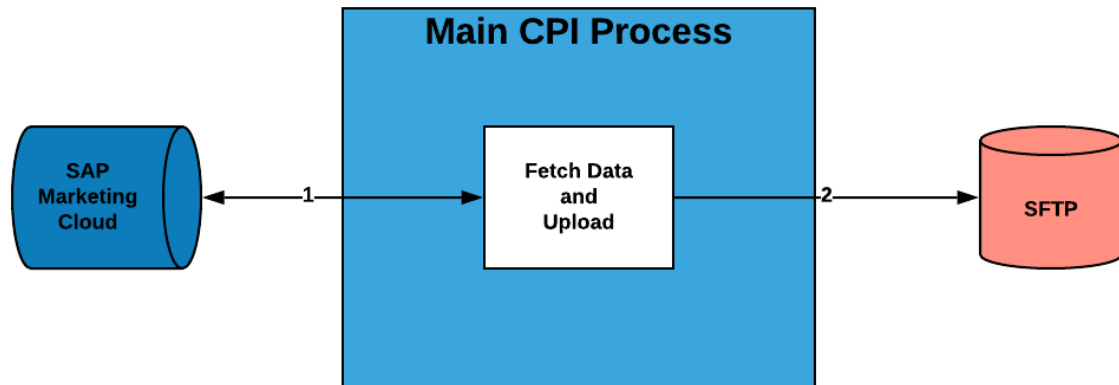 Main CPI Process
SAP
Marketing
Cloud
1
Fetch Data
and
Upload
2
SFTP